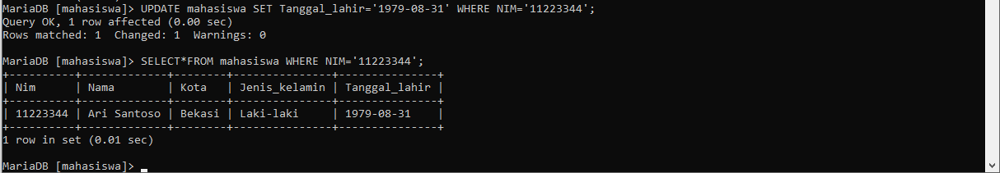 MariaDB [mahasiswa]> UPDATE mahasiswa SET Tanggal_lahir='1979-08-31' WHERE NIM='11223344';
Query OK, 1 row affected (0.00 sec)
Rows matched: 1  Changed: 1  Warnings: 0

MariaDB [mahasiswa]> SELECT*FROM mahasiswa WHERE NIM='11223344';
+----------+-------------+--------+---------------+---------------+
| Nim      | Nama        | Kota   | Jenis_kelamin | Tanggal_lahir |
+----------+-------------+--------+---------------+---------------+
| 11223344 | Ari Santoso | Bekasi | Laki-laki     | 1979-08-31    |
+----------+-------------+--------+---------------+---------------+
1 row in set (0.01 sec)

MariaDB [mahasiswa]>